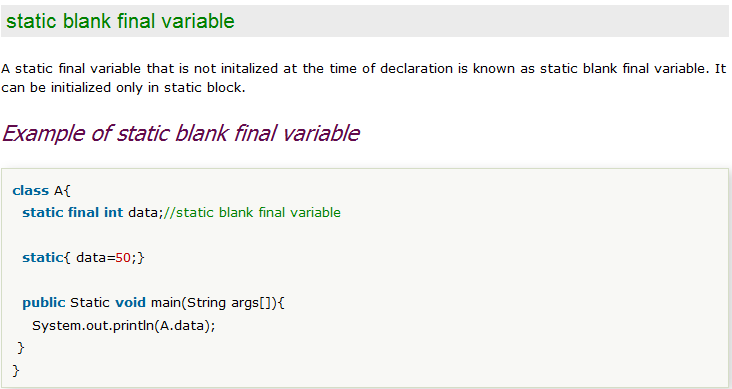 static blank final variable
A static final variable that is not initalized at the time of declaration is known as static blank final variable. It
can be initialized only in static block.
Example of static blank final variable
class A{
static final int data;//static blank final variable
static{ data=50;}
public Static void main(String args[]){
System.out.println(A.data);
}
}